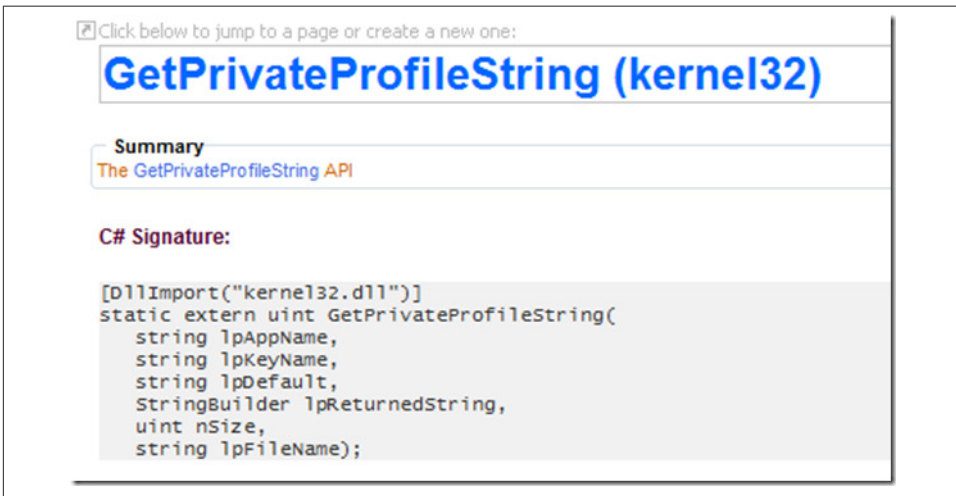 Click below to jump to a page or create a new one:
GetPrivateProfileString (kernel32)
Summary
The GetPrivateProfileString API
C# Signature:
[DllImport("kernel32.dll")]
static extern uint GetPrivateProfileString(
   string lpAppName,
   string lpKeyName,
   string lpDefault,
   StringBuilder lpReturnedString,
   uint nSize,
   string lpFileName);